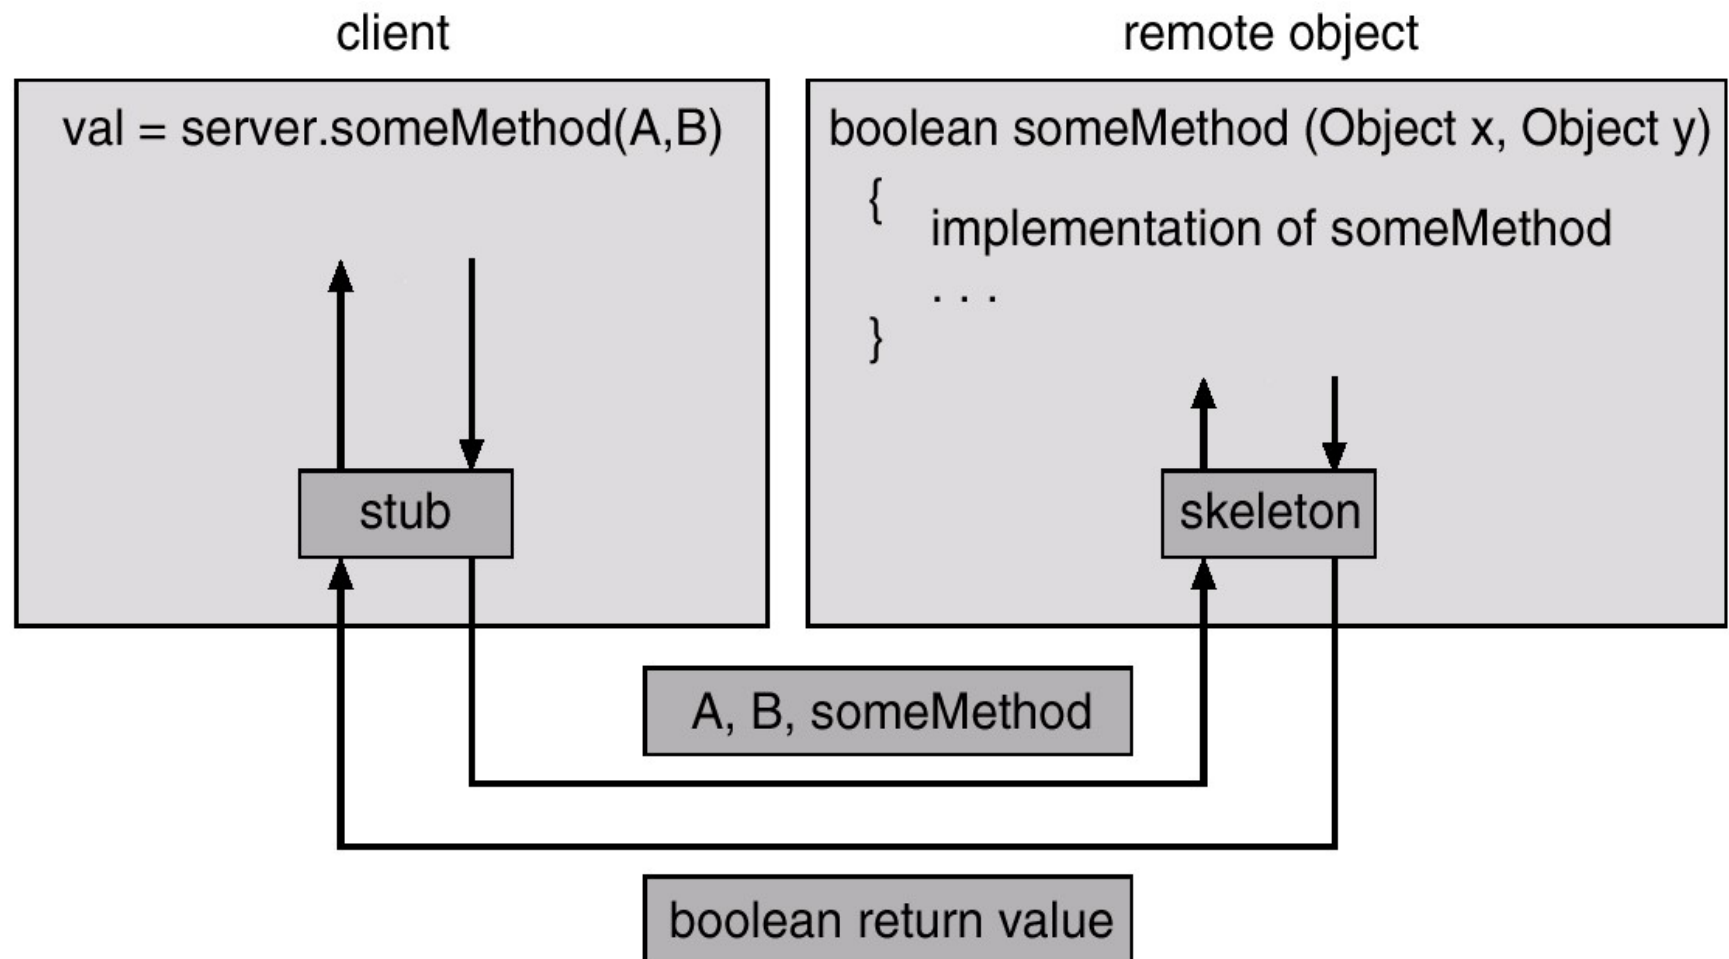 client
val = server.someMethod(A,B)
stub
remote object
boolean someMethod (Object x, Object y)
{
implementation of someMethod
. . .
}
skeleton
A, B, someMethod
boolean return value